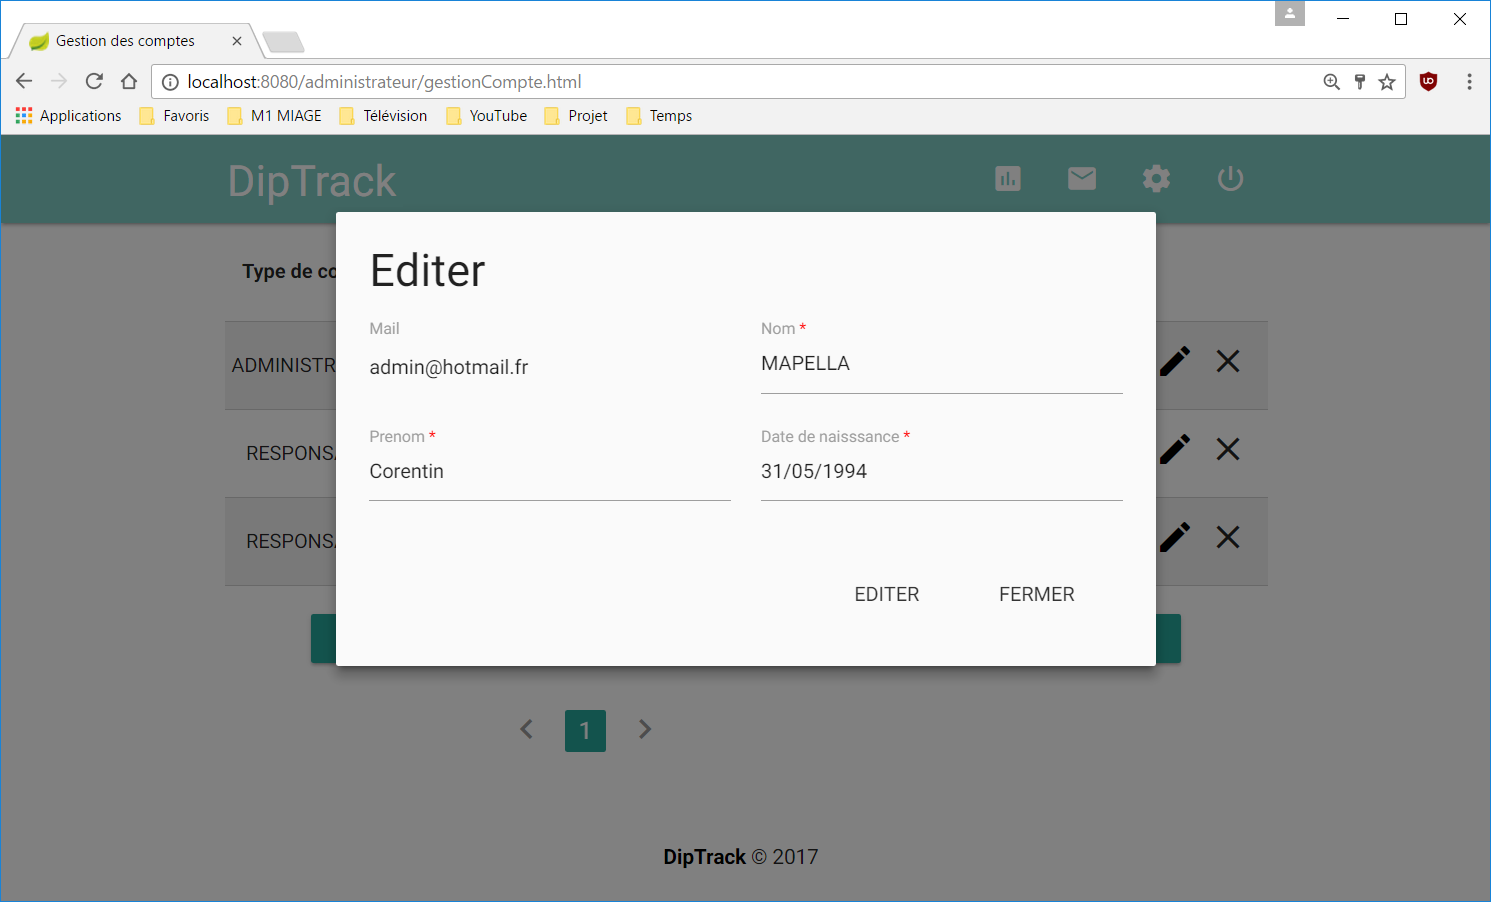 Gestion des comptes
localhost:8080/administrateur/gestionCompte.html
Applications Favoris M1 MIAGE Télévision YouTube Projet Temps
DipTrack
Type de co
Editer
Mail
Nom *
admin@hotmail.fr
MAPELLA
ADMINISTR
Prenom *
Date de naisssance *
RESPONSA
Corentin
31/05/1994
RESPONSA
EDITER FERMER
1
DipTrack © 2017